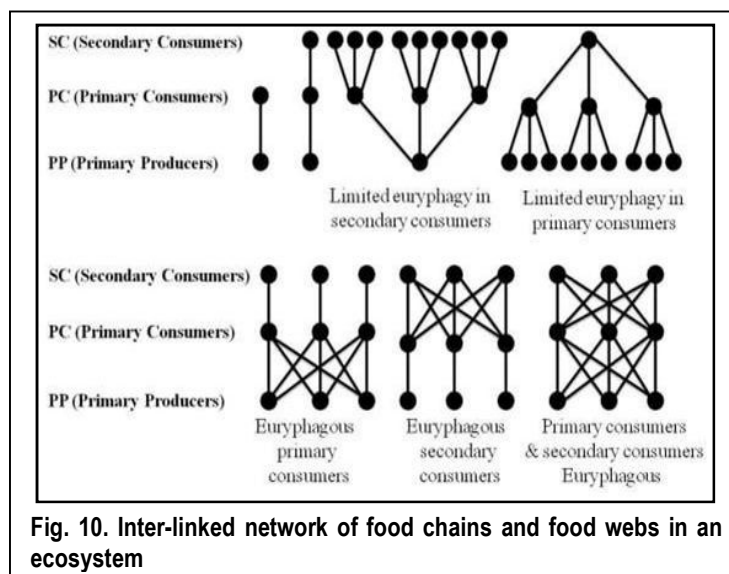 SC (Secondary Consumers)
PC (Primary Consumers)
PP (Primary Producers)
Limited euryphagy in
secondary consumers
Limited euryphagy in
primary consumers
SC (Secondary Consumers)
PC (Primary Consumers)
PP (Primary Producers)
Euryphagous
primary
consumers
Euryphagous
secondary
consumers
Primary consumers
& secondary consumers
Euryphagous
Fig. 10. Inter-linked network of food chains and food webs in an
ecosystem